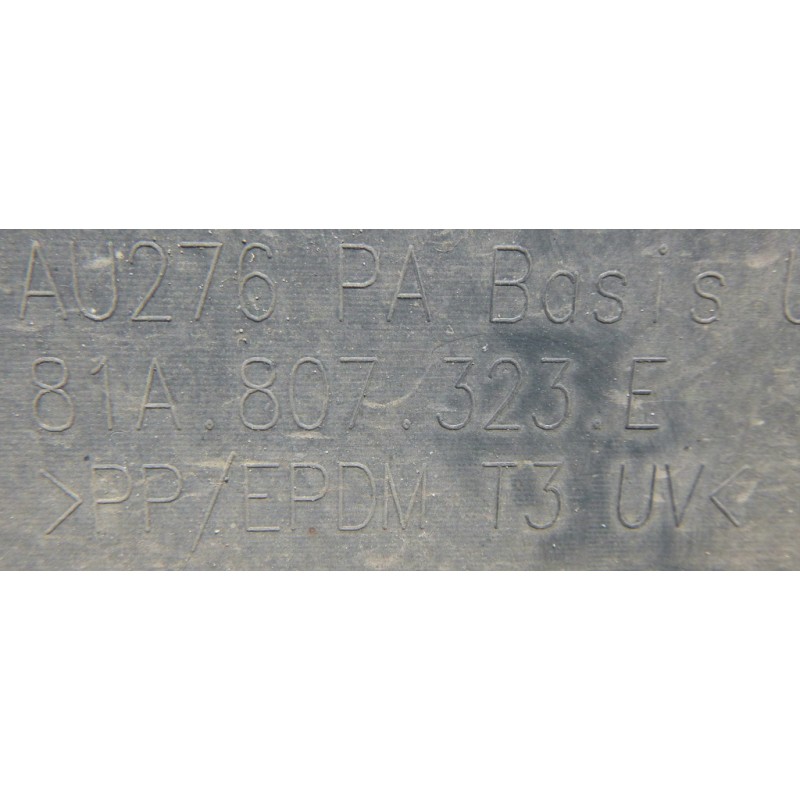 AU276 PA Basis
81A.807.323.E
>PP/EPDM T3 UV<